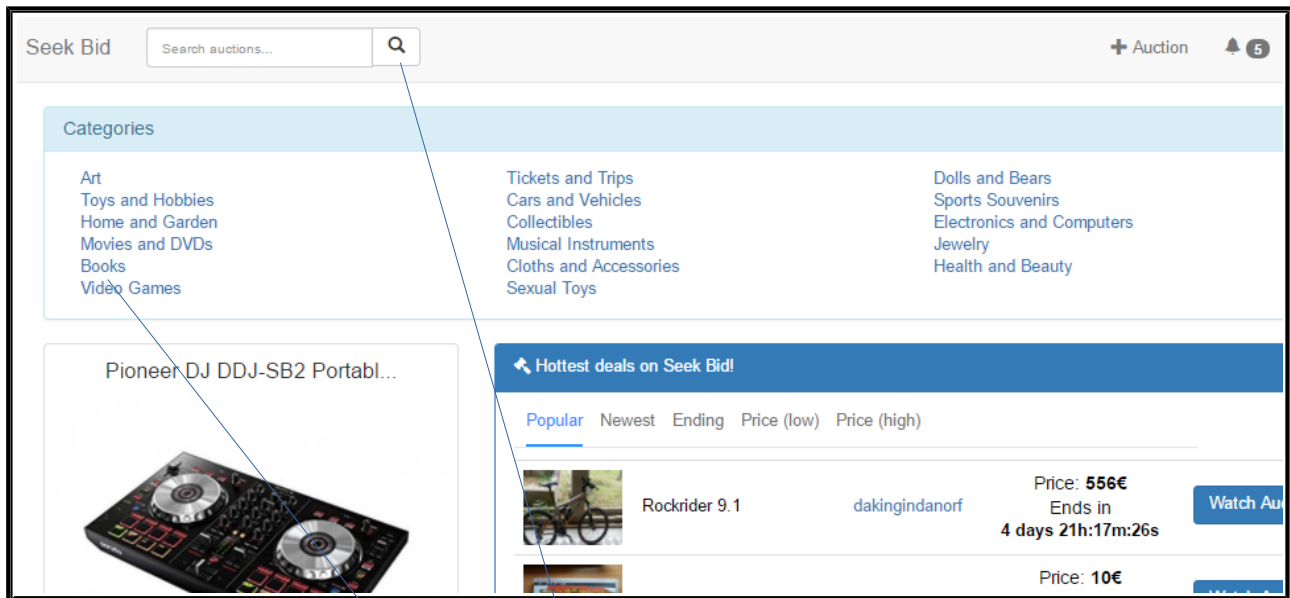 Seek Bid Search auctions... Auction 5
Categories
Art
Toys and Hobbies
Home and Garden
Movies and DVDs
Books
Video Games
Tickets and Trips
Cars and Vehicles
Collectibles
Musical Instruments
Cloths and Accessories
Sexual Toys
Dolls and Bears
Sports Souvenirs
Electronics and Computers
Jewelry
Health and Beauty
Pioneer DJ DDJ-SB2 Portabl...
Hottest deals on Seek Bid!
Popular Newest Ending Price (low) Price (high)
Rockrider 9.1
dakingindanorf
Price: 556€
Ends in
4 days 21h:17m:26s
Watch Au
Price: 10€